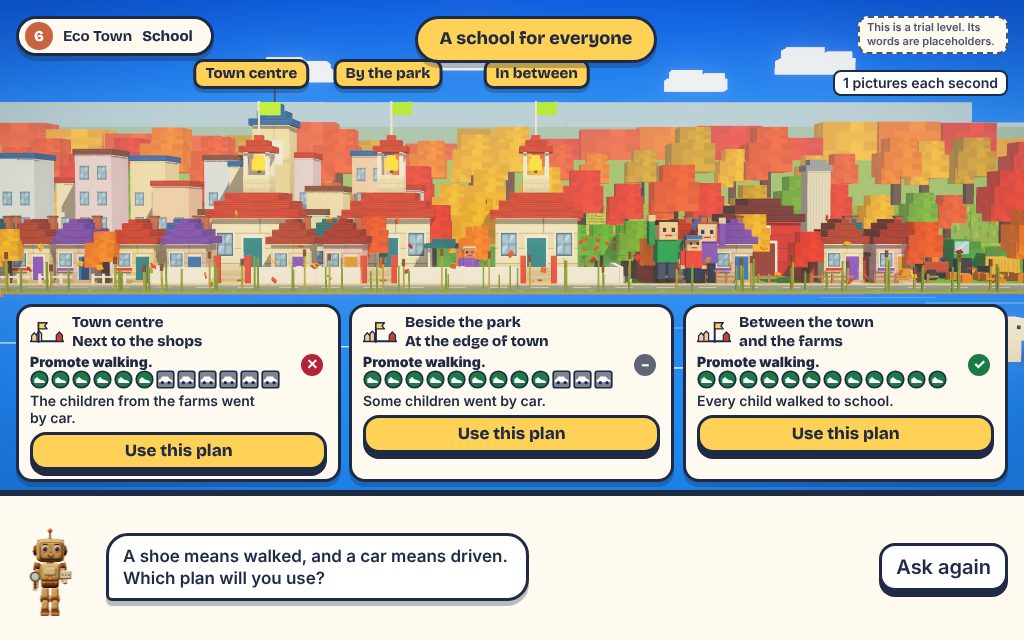 6 Eco Town School
A school for everyone
This is a trial level. Its
words are placeholders.
Town centre
By the park
In between
1 pictures each second
Town centre
Next to the shops
Promote walking.
The children from the farms went
by car.
Use this plan
Beside the park
At the edge of town
Promote walking.
Some children went by car.
Use this plan
Between the town
and the farms
Promote walking.
Every child walked to school.
Use this plan
A shoe means walked, and a car means driven.
Which plan will you use?
Ask again